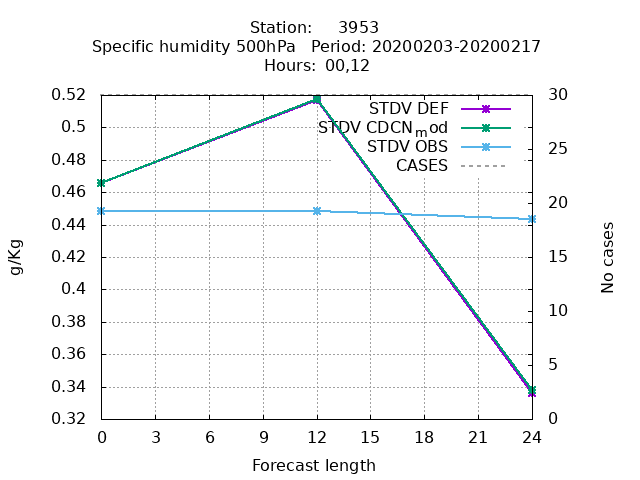 Station: 3953
Specific humidity 500hPa Period: 20200203-20200217
Hours: 00,12
STDV DEF
STDV CDCN_mod
STDV OBS
CASES
g/Kg
0.52
0.5
0.48
0.46
0.44
0.42
0.4
0.38
0.36
0.34
0.32
30
25
20
15
10
5
0
No cases
0 3 6 9 12 15 18 21 24
Forecast length